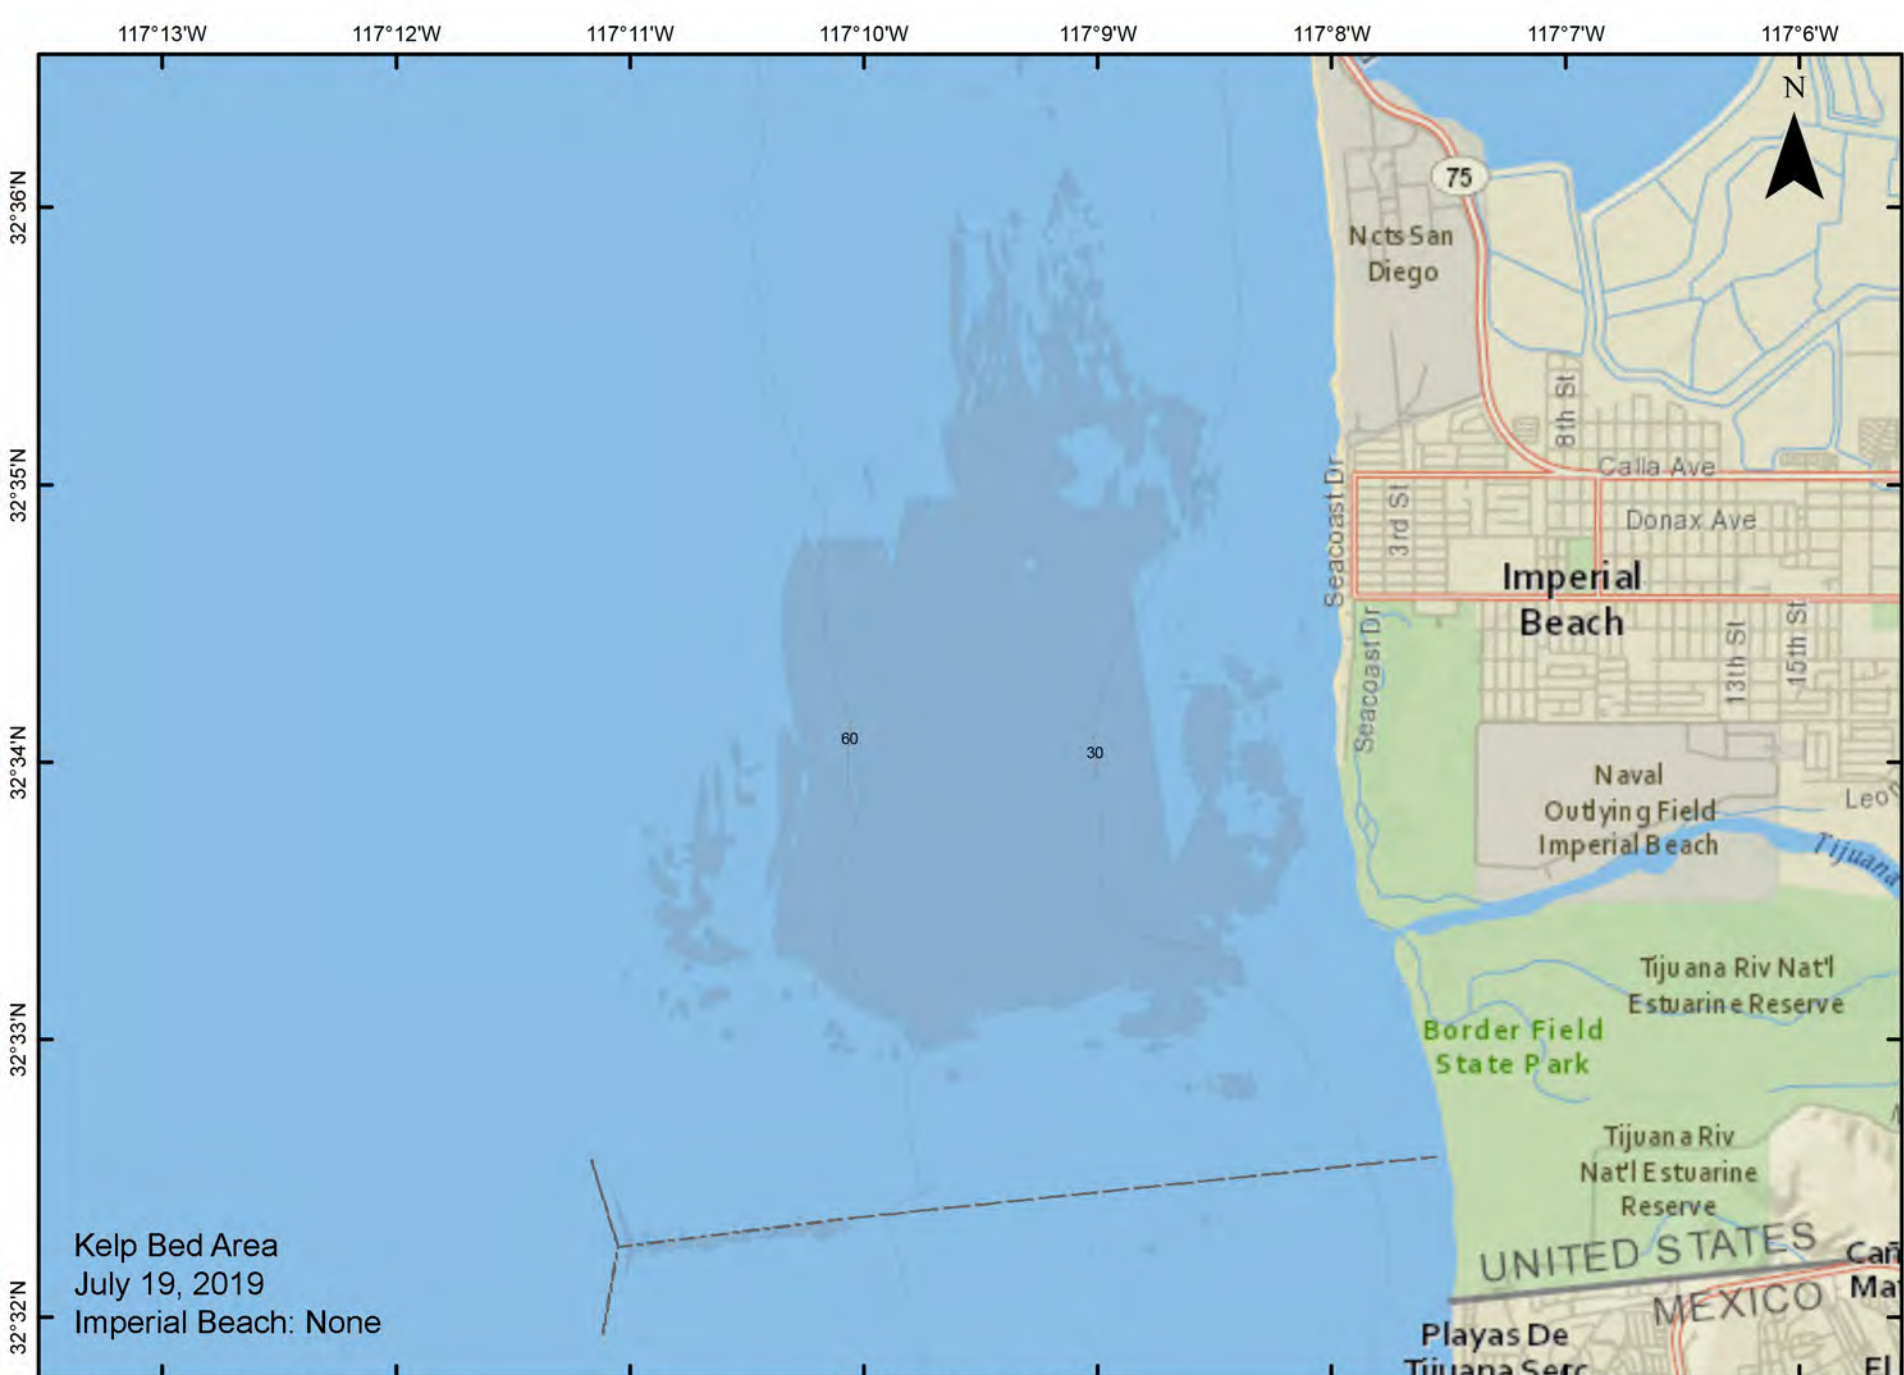 117°13'W 117°12'W 117°11'W 117°10'W 117°9'W 117°8'W 117°7'W 117°6'W
N
32°36'N
75
Ncts San
Diego
8th St
32°35'N
Calla Ave
Seacoast Dr
3rd St
Donax Ave
Imperial
Beach
Seacoast Dr
13th St
15th St
32°34'N
60
30
Naval
Outlying Field
Imperial Beach
Tijuana
Tijuana Riv Nat'l
Estuarine Reserve
32°33'N
Border Field
State Park
Tijuana Riv
Nat'l Estuarine
Reserve
UNITED STATES
MEXICO
Kelp Bed Area
July 19, 2019
Imperial Beach: None
32°32'N
Playas De